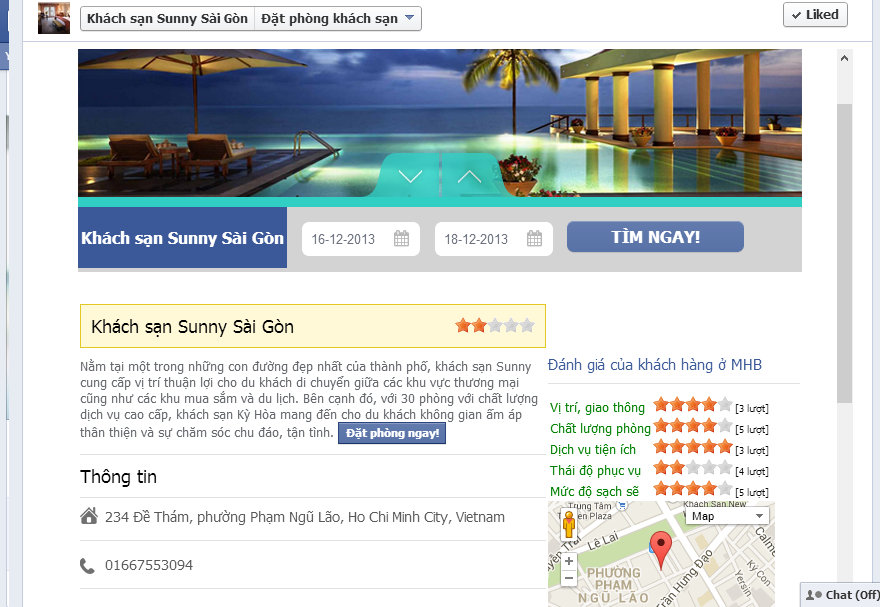 Khách sạn Sunny Sài Gòn Đặt phòng khách sạn
Liked
Khách sạn Sunny Sài Gòn 16-12-2013 18-12-2013 TÌM NGAY!
Khách sạn Sunny Sài Gòn
Nằm tại một trong những con đường đẹp nhất của thành phố, khách sạn Sunny
cung cấp vị trí thuận lợi cho du khách di chuyển giữa các khu vực thương mại
cũng như các khu mua sắm và du lịch. Bên cạnh đó, với 30 phòng với chất lượng
dịch vụ cao cấp, khách sạn Kỳ Hòa mang đến cho du khách không gian ấm áp
thân thiện và sự chăm sóc chu đáo, tận tình. Đặt phòng ngay!
Thông tin
234 Đề Thám, phường Phạm Ngũ Lão, Ho Chi Minh City, Vietnam
01667553094
Đánh giá của khách hàng ở MHB
Vị trí, giao thông [3 lượt]
Chất lượng phòng [5 lượt]
Dịch vụ tiện ích [3 lượt]
Thái độ phục vụ [4 lượt]
Mức độ sạch sẽ [5 lượt]
Trung Tâm
Plaza
Khách Sạn New
Map
Lê Lai
PHƯỜNG
PHẠM
NGŨ LÃO
Trần Hưng Đạo
Yersin
Ký Con
Chat (Off)